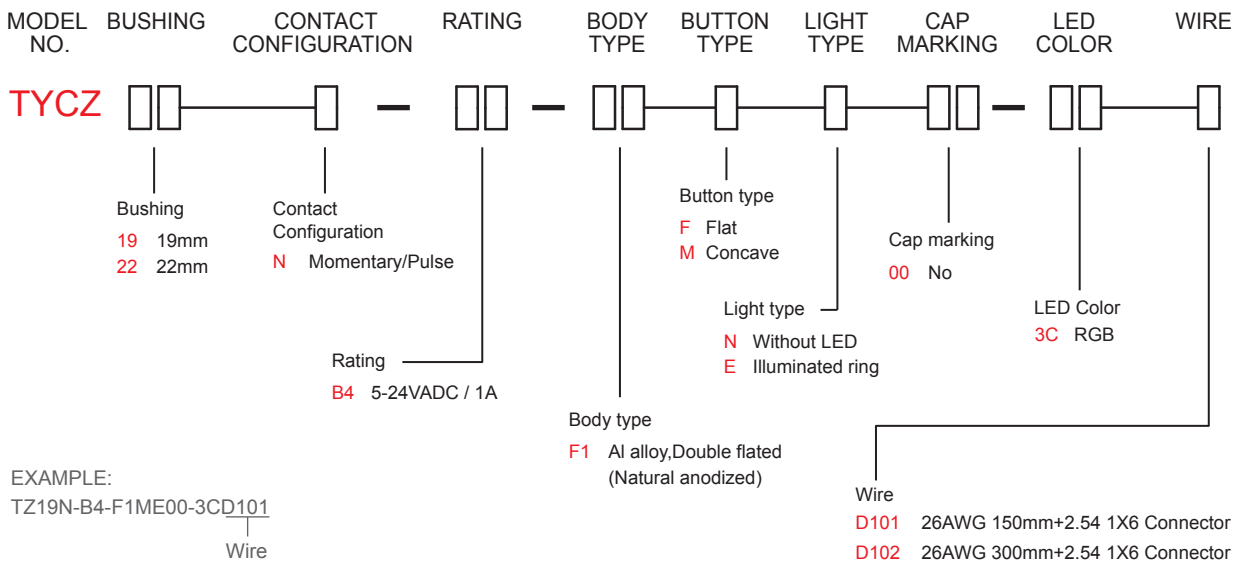 MODEL NO.
BUSHING
CONTACT CONFIGURATION
RATING
BODY TYPE
BUTTON TYPE
LIGHT TYPE
CAP MARKING
LED COLOR
WIRE
TYCZ
Bushing
19 19mm
22 22mm
Contact
Configuration
N Momentary/Pulse
Rating
B4 5-24VADC / 1A
Body type
F1 Al alloy,Double flated
(Natural anodized)
Button type
F Flat
M Concave
Light type
N Without LED
E Illuminated ring
Cap marking
00 No
LED Color
3C RGB
Wire
D101 26AWG 150mm+2.54 1X6 Connector
D102 26AWG 300mm+2.54 1X6 Connector
EXAMPLE:
TZ19N-B4-F1ME00-3CD101
Wire